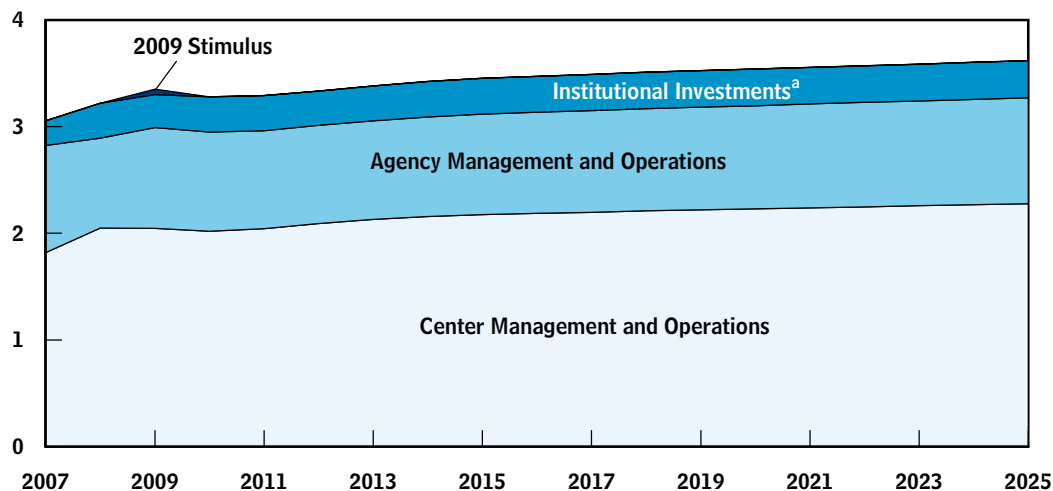 4
2009 Stimulus
Institutional Investmentsᵃ
3
Agency Management and Operations
2
Center Management and Operations
1
0
2007 2009 2011 2013 2015 2017 2019 2021 2023 2025